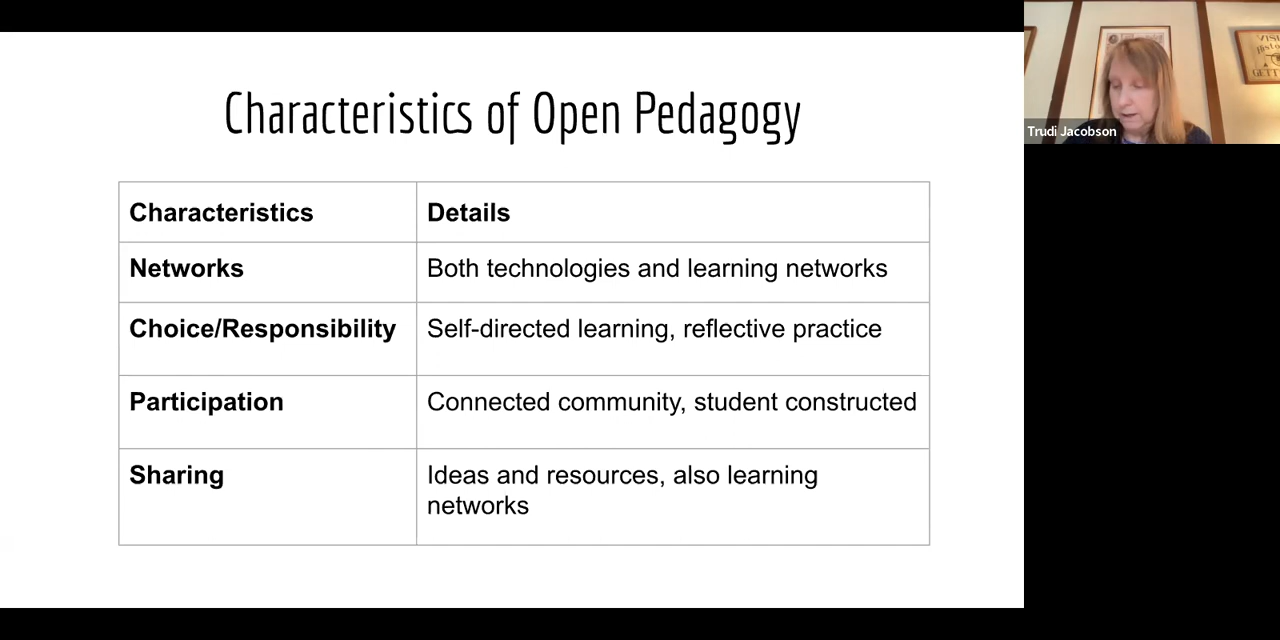 Characteristics of Open Pedagogy
Characteristics Details
Networks Both technologies and learning networks
Choice/Responsibility Self-directed learning, reflective practice
Participation Connected community, student constructed
Sharing Ideas and resources, also learning
networks
Trudi Jacobson